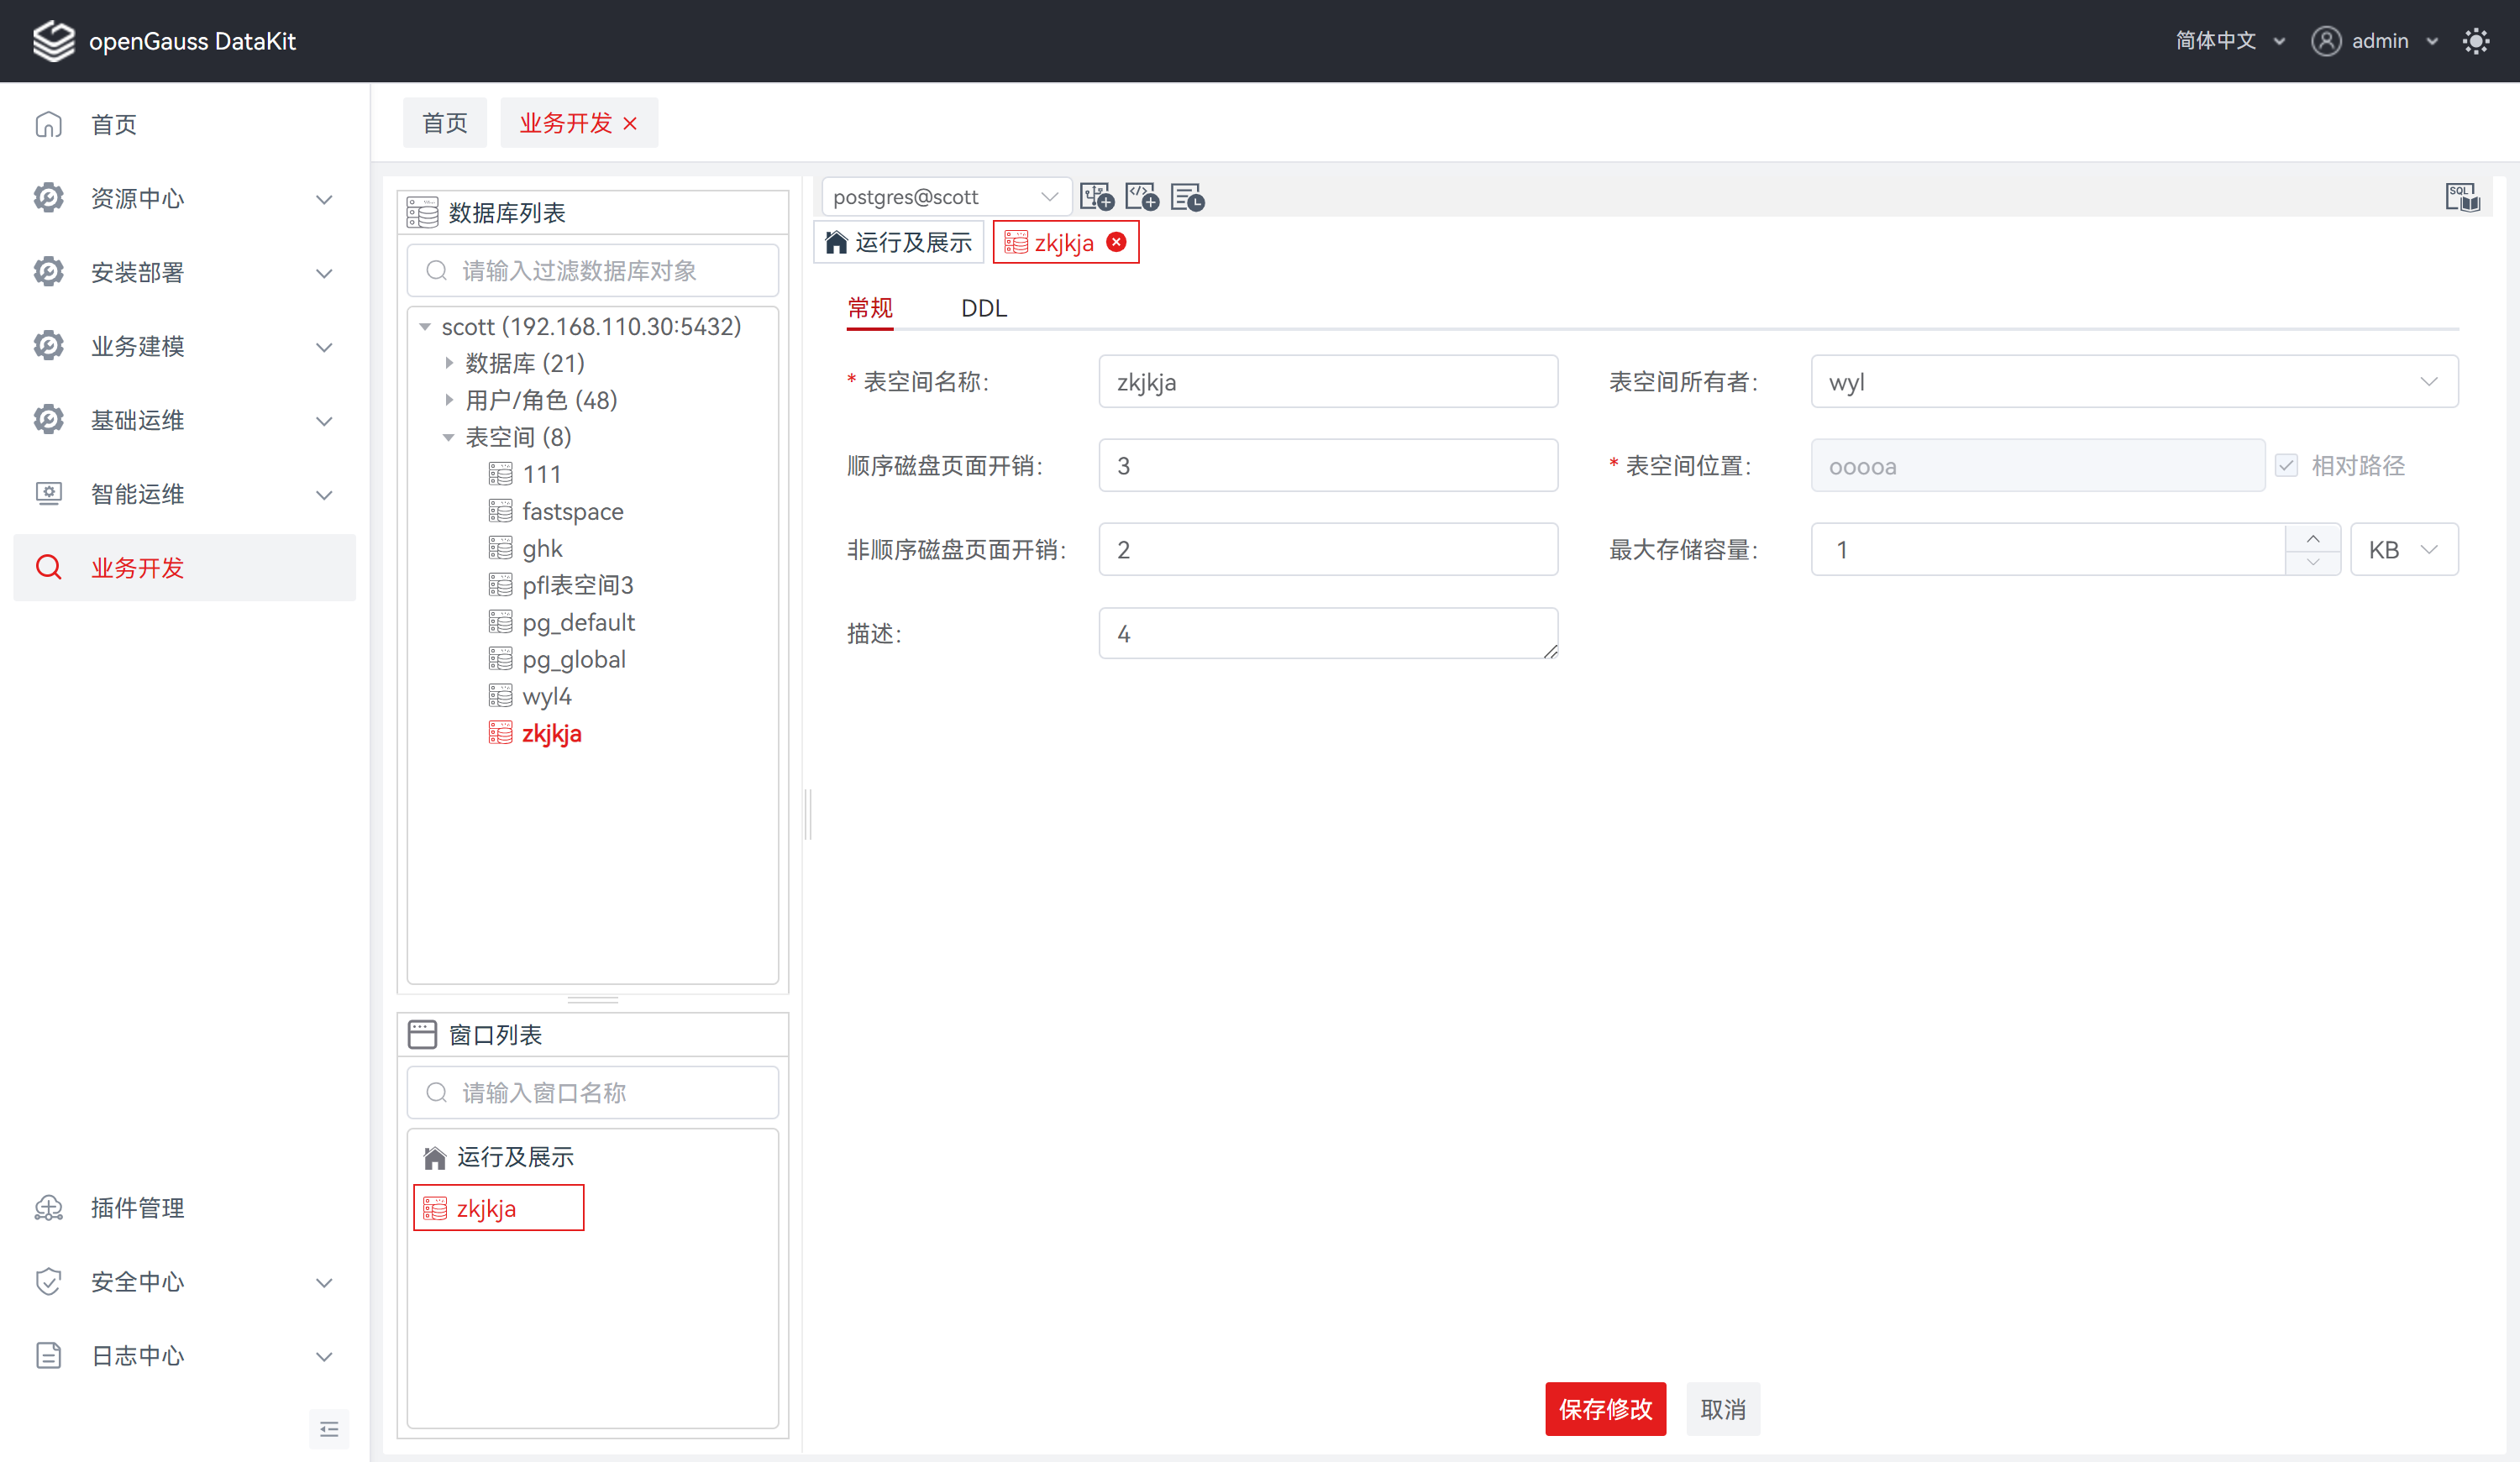 openGauss DataKit
简体中文
admin
首页
资源中心
安装部署
业务建模
基础运维
智能运维
业务开发
插件管理
安全中心
日志中心
首页
业务开发
数据库列表
请输入过滤数据库对象
scott (192.168.110.30:5432)
数据库 (21)
用户/角色 (48)
表空间 (8)
111
fastspace
ghk
pfl表空间3
pg_default
pg_global
wyl4
zkjkja
窗口列表
请输入窗口名称
运行及展示
zkjkja
postgres@scott
SQL
运行及展示
zkjkja
常规
DDL
* 表空间名称:
zkjkja
表空间所有者:
wyl
顺序磁盘页面开销:
3
* 表空间位置:
ooooa
相对路径
非顺序磁盘页面开销:
2
最大存储容量:
1
KB
描述:
4
保存修改
取消